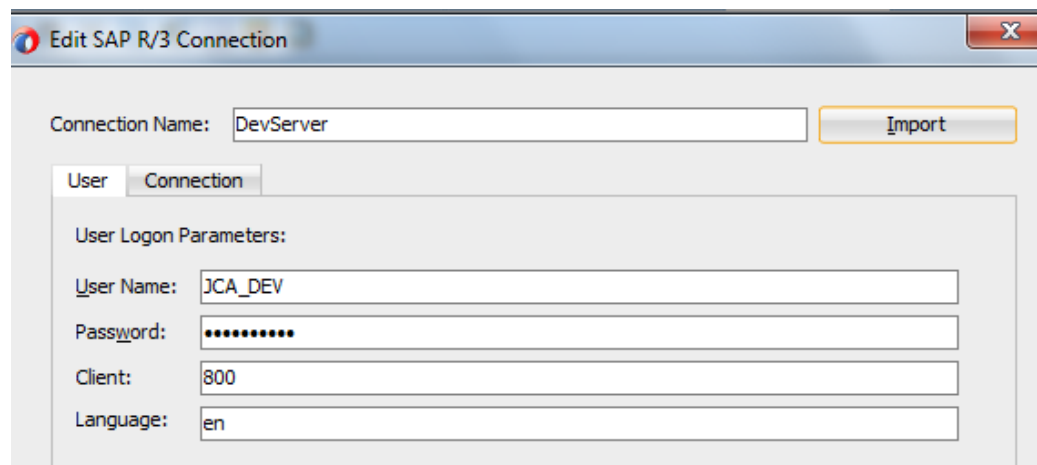 Edit SAP R/3 Connection
Connection Name: DevServer Import
User Connection
User Logon Parameters:
User Name: JCA_DEV
Password: ••••••••••
Client: 800
Language: en